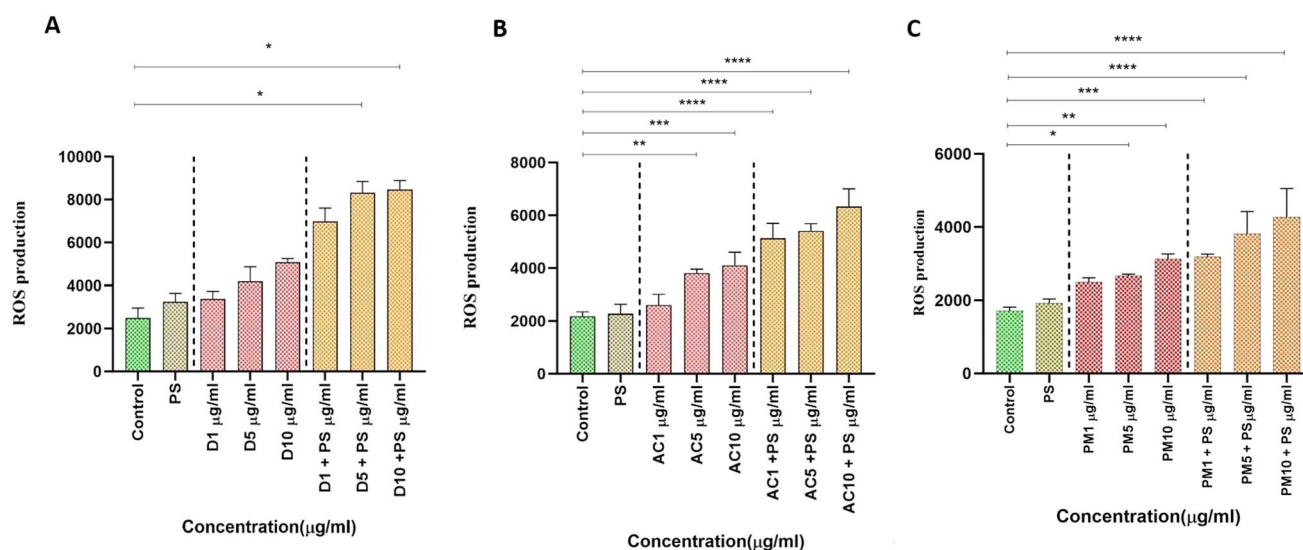 A
*
*
ROS production
10000
8000
6000
4000
2000
0
Control
PS
D1 µg/ml
D5 µg/ml
D10 µg/ml
D1 + PS µg/ml
D5 + PS µg/ml
D10 +PS µg/ml
Concentration(µg/ml)
B
****
****
****
***
**
ROS production
8000
6000
4000
2000
0
Control
PS
AC1 µg/ml
AC5 µg/ml
AC10 µg/ml
AC1 +PS µg/ml
AC5 +PS µg/ml
AC10 + PS µg/ml
Concentration(µg/ml)
C
****
****
***
**
*
ROS production
6000
4000
2000
0
Control
PS
PM1 µg/ml
PM5 µg/ml
PM10 µg/ml
PM1 + PS µg/ml
PM5 + PSµg/ml
PM10 + PS µg/ml
Concentration(µg/ml)